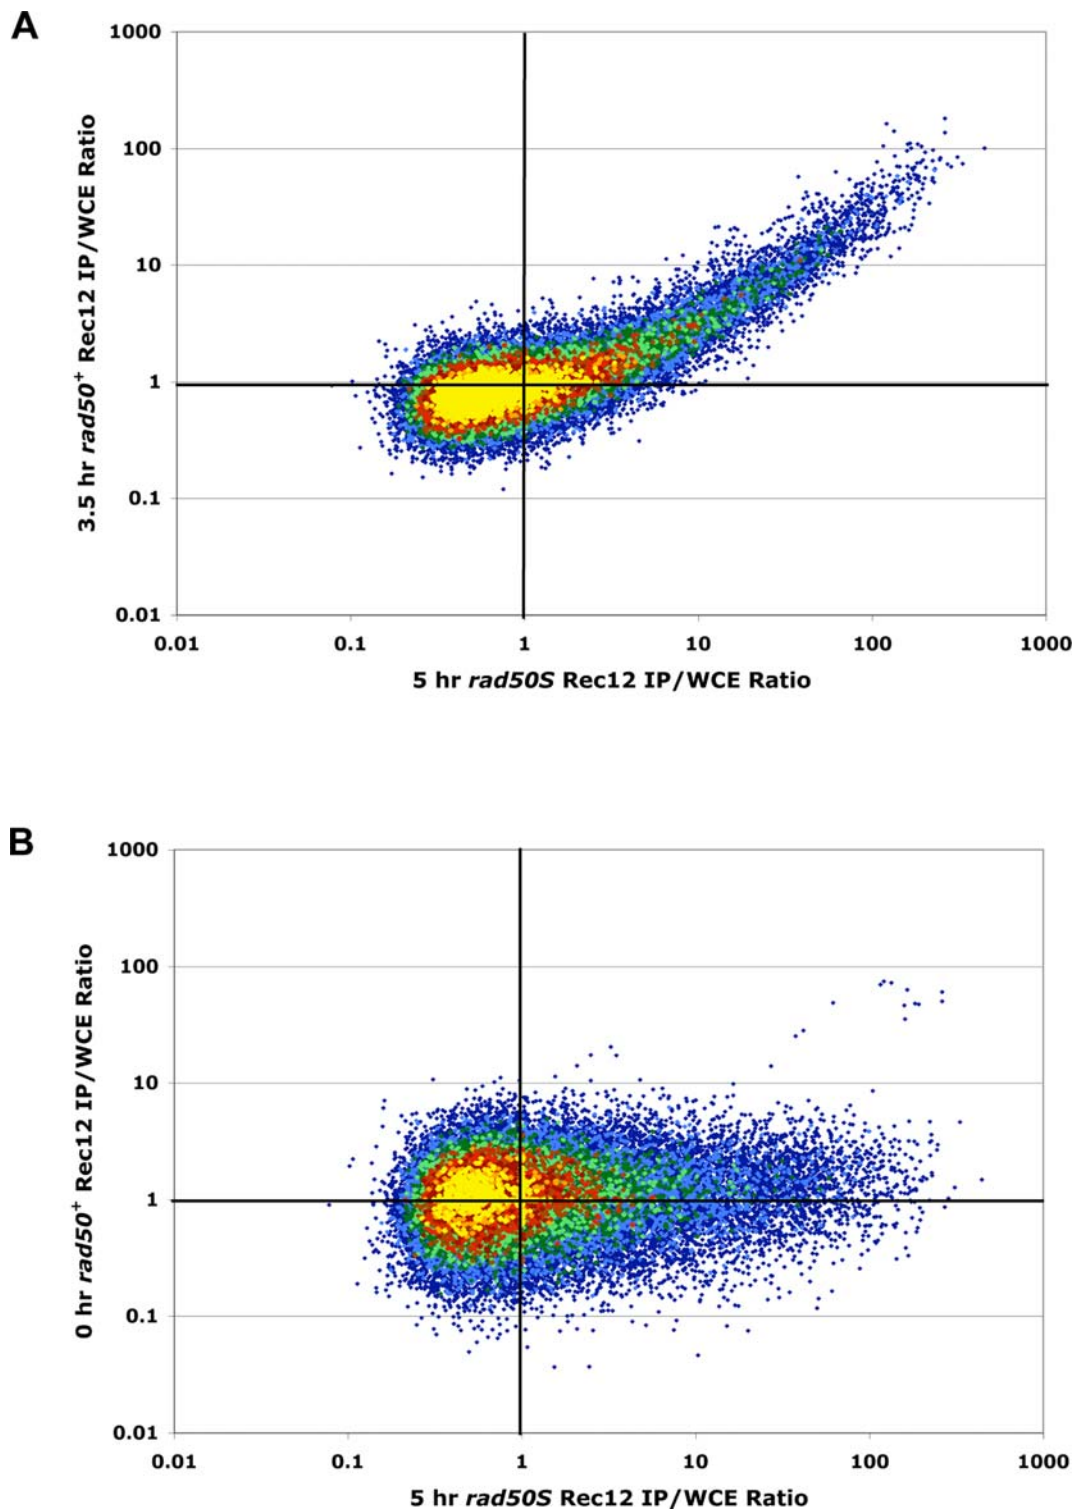 A
1000
100
10
1
0.1
0.01
3.5 hr rad50+ Rec12 IP/WCE Ratio
0.01 0.1 1 10 100 1000
5 hr rad50S Rec12 IP/WCE Ratio
B
1000
100
10
1
0.1
0.01
0 hr rad50+ Rec12 IP/WCE Ratio
0.01 0.1 1 10 100 1000
5 hr rad50S Rec12 IP/WCE Ratio